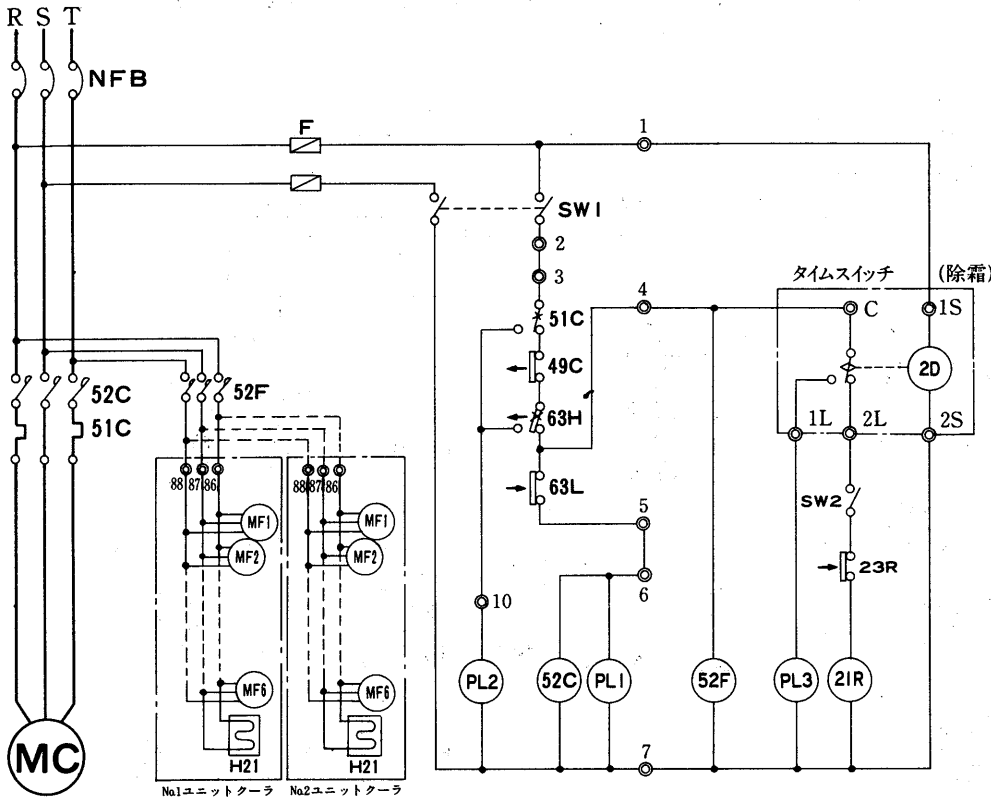 R S T
NFB
F
1
SW1
2
3
4
タイムスイッチ (除霜)
51C
C
1S
49C
2D
63H
1L 2L 2S
63L
52C
52F
51C
SW2
88 87 86
88 87 86
MF1
MF1
MF2
MF2
5
6
23R
10
PL2
52C
PL1
52F
PL3
21R
MF6
MF6
H21
H21
7
MC
No.1ユニットクーラ No.2ユニットクーラ